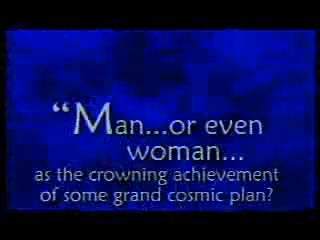 “Man...or even
woman...
as the crowning achievement
of some grand cosmic plan?